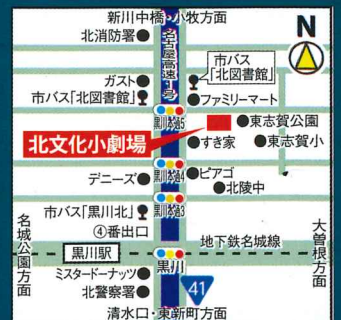 新川中橋・小牧方面
N
北消防署
名古屋高速1号
市バス
「北図書館」
ガスト
市バス「北図書館」
ファミリーマート
黒川本通5
東志賀公園
北文化小劇場
すき家
東志賀小
デニーズ
黒川本通4
ピアゴ
北陵中
市バス「黒川北」
黒川本通3
④番出口
名城公園方面
大曽根方面
地下鉄名城線
黒川駅
黒川
ミスタードーナッツ
41
北警察署
清水口・東新町方面